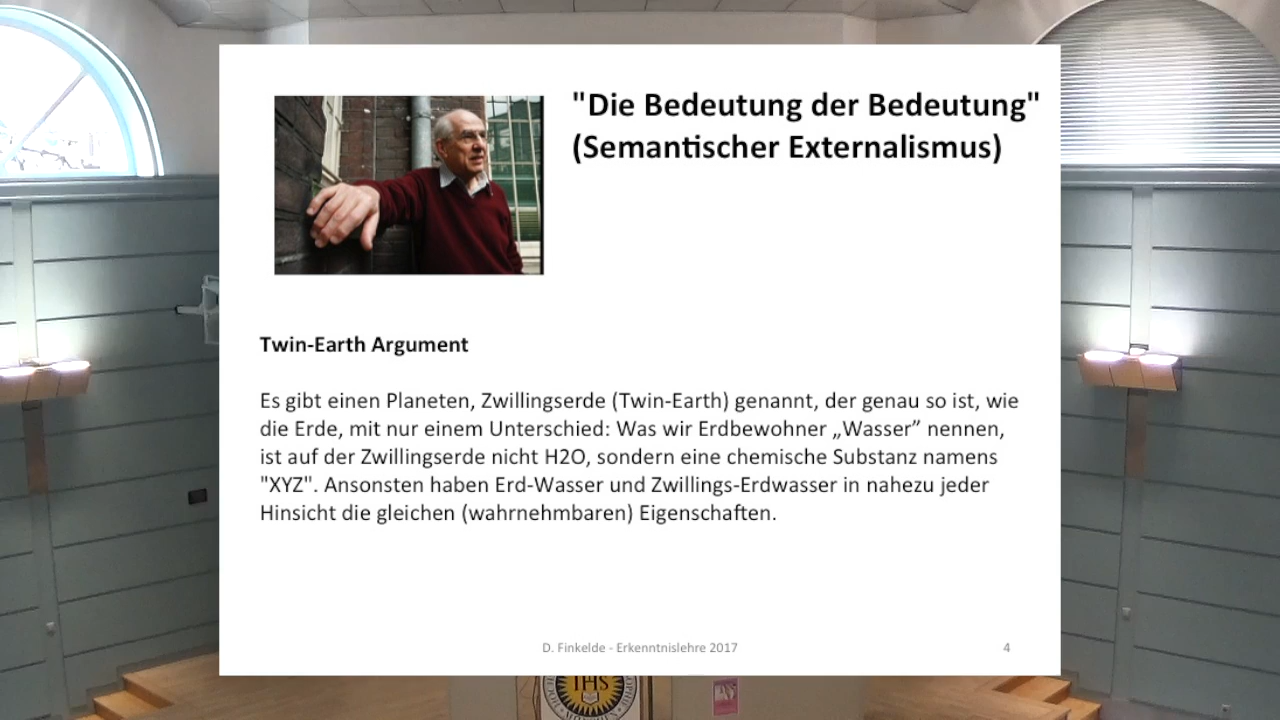 "Die Bedeutung der Bedeutung"
(Semantischer Externalismus)
Twin-Earth Argument
Es gibt einen Planeten, Zwillingserde (Twin-Earth) genannt, der genau so ist, wie
die Erde, mit nur einem Unterschied: Was wir Erdbewohner „Wasser” nennen,
ist auf der Zwillingserde nicht H2O, sondern eine chemische Substanz namens
"XYZ". Ansonsten haben Erd-Wasser und Zwillings-Erdwasser in nahezu jeder
Hinsicht die gleichen (wahrnehmbaren) Eigenschaften.
D. Finkelde - Erkenntnislehre 2017
4
IHS